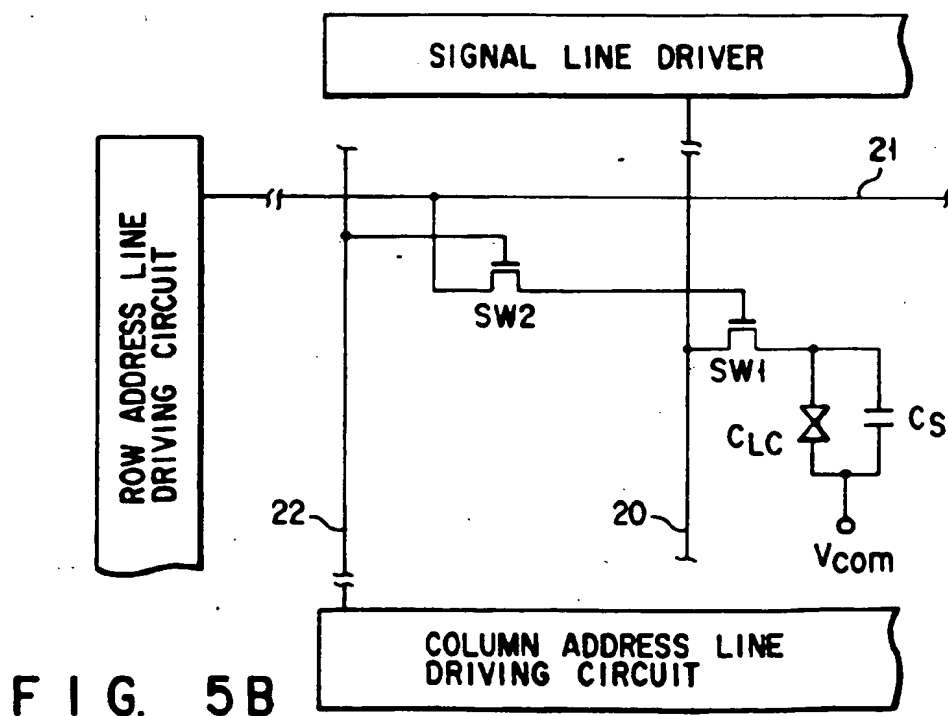 SIGNAL LINE DRIVER
21
ROW ADDRESS LINE
DRIVING CIRCUIT
SW2
SW1
CLC
CS
22
20
Vcom
COLUMN ADDRESS LINE
DRIVING CIRCUIT
FIG. 5B